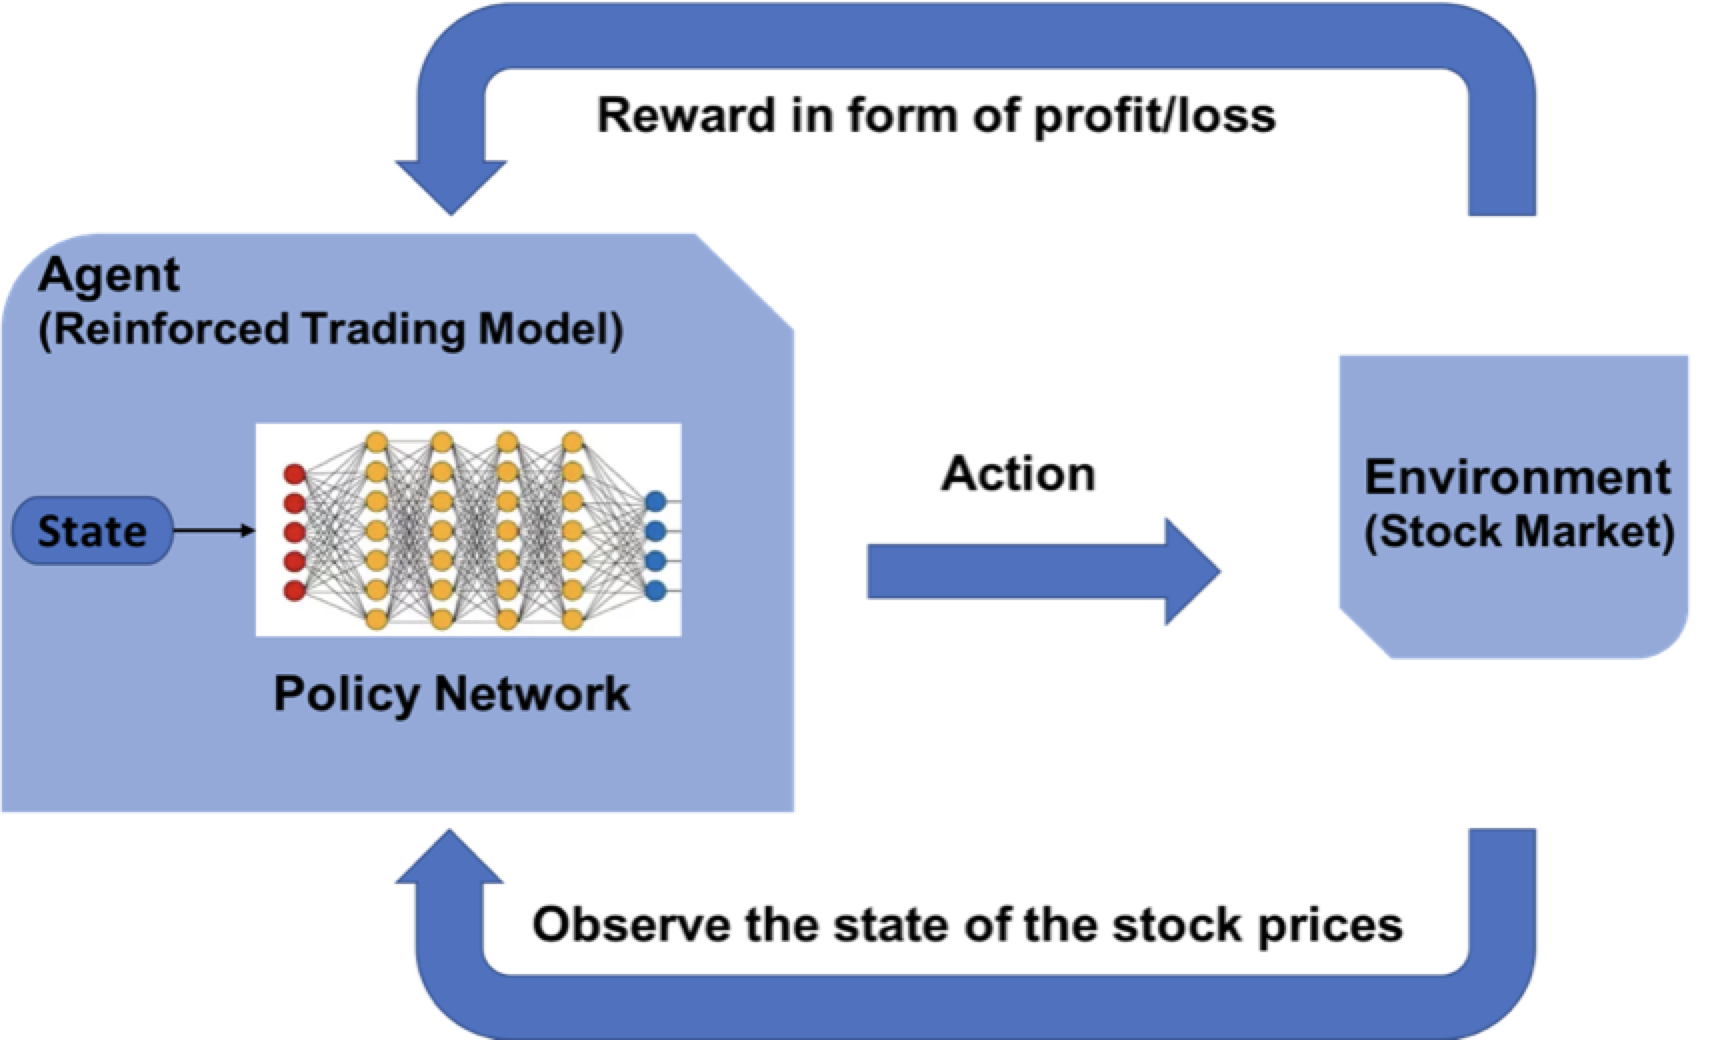 Reward in form of profit/loss
Agent
(Reinforced Trading Model)
State
Policy Network
Action
Environment
(Stock Market)
Observe the state of the stock prices